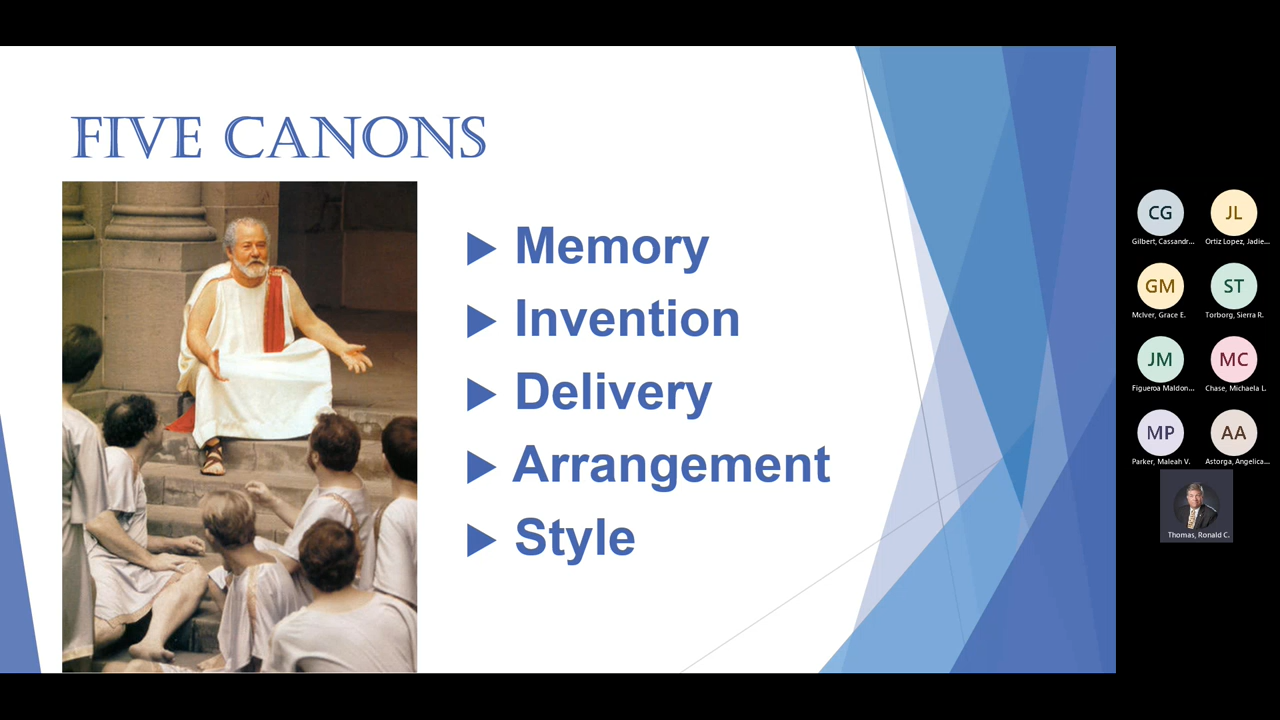 FIVE CANONS
Memory
Invention
Delivery
Arrangement
Style
CG
JL
Gilbert, Cassandr...
Ortiz Lopez, Jadie...
GM
ST
McIver, Grace E.
Torborg, Sierra R.
JM
MC
Figueroa Maldon...
Chase, Michaela L.
MP
AA
Parker, Maleah V.
Astorga, Angelica...
Thomas, Ronald C.